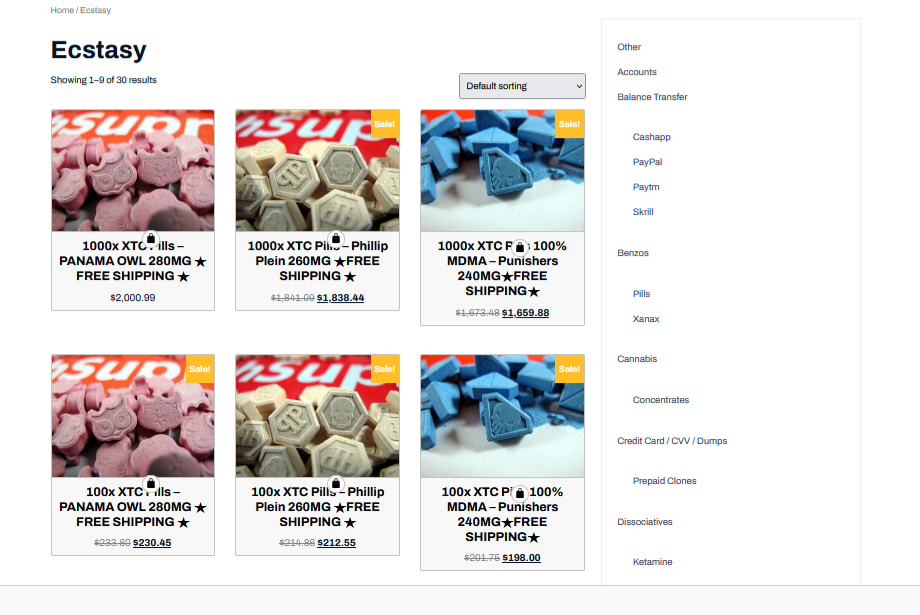 Home / Ecstasy
Ecstasy
Showing 1–9 of 30 results
Default sorting
Sale!
Sale!
1000x XTC Pills –
PANAMA OWL 280MG ★
FREE SHIPPING ★
$2,000.99
1000x XTC Pills – Phillip
Plein 260MG ★FREE
SHIPPING ★
$1,841.09 $1,838.44
1000x XTC Pills 100%
MDMA – Punishers
240MG★FREE
SHIPPING★
$1,673.48 $1,659.88
Sale!
Sale!
Sale!
100x XTC Pills –
PANAMA OWL 280MG ★
FREE SHIPPING ★
$233.80 $230.45
100x XTC Pills – Phillip
Plein 260MG ★FREE
SHIPPING ★
$214.86 $212.55
100x XTC Pills 100%
MDMA – Punishers
240MG★FREE
SHIPPING★
$201.75 $198.00
Other
Accounts
Balance Transfer
Cashapp
PayPal
Paytm
Skrill
Benzos
Pills
Xanax
Cannabis
Concentrates
Credit Card / CVV / Dumps
Prepaid Clones
Dissociatives
Ketamine